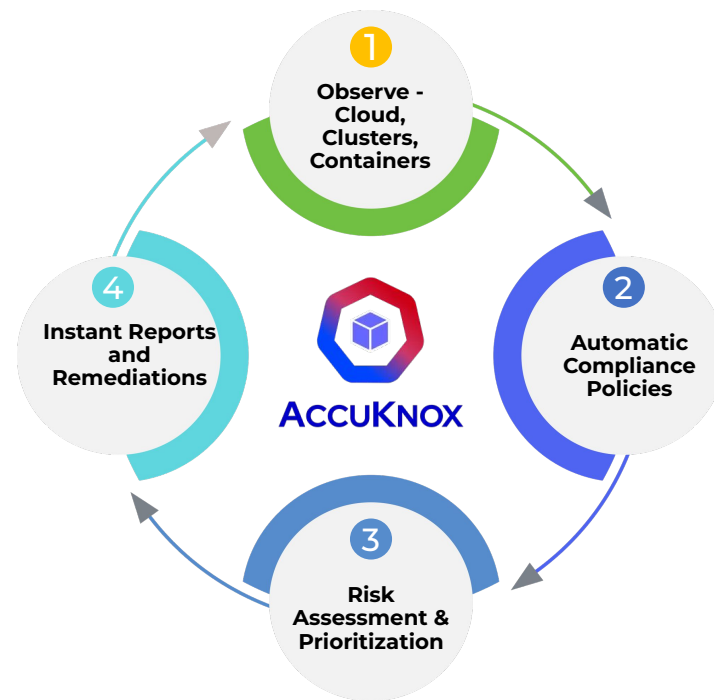 1
Observe -
Cloud,
Clusters,
Containers
2
Automatic
Compliance
Policies
3
Risk
Assessment &
Prioritization
4
Instant Reports
and
Remediations
ACCUKNOX